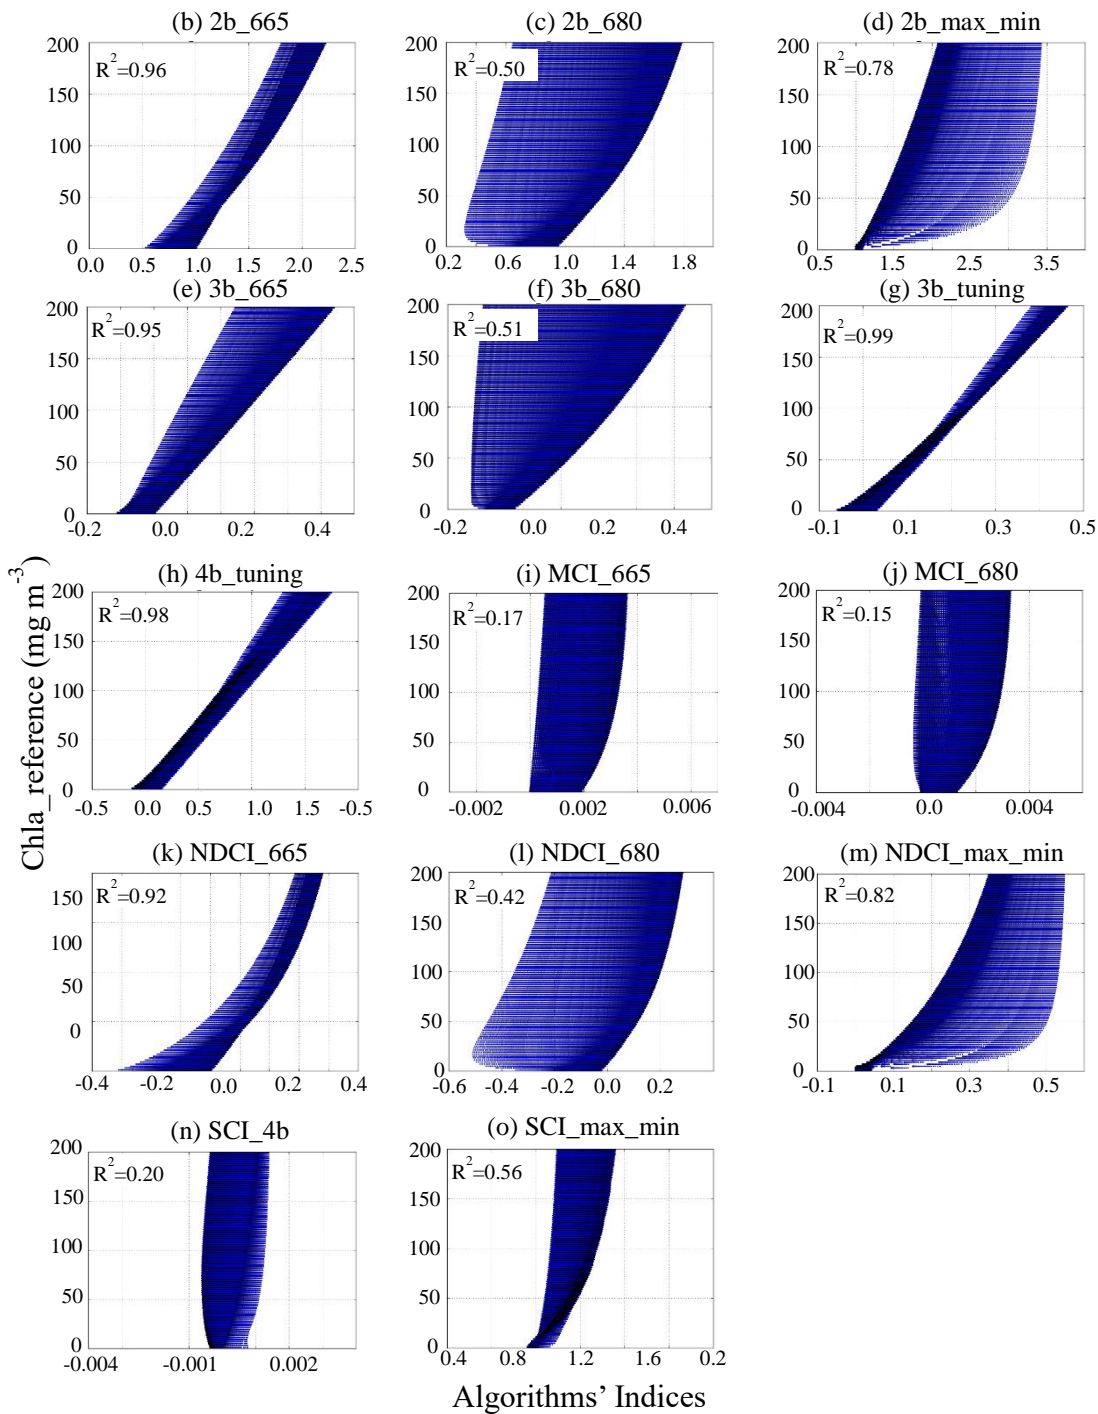 (b) 2b_665
(c) 2b_680
(d) 2b_max_min
200
150
100
50
0
R²=0.96
0.0 0.5 1.5 2.0 2.5
200
150
100
50
0
R²=0.50
0.2 0.6 1.0 1.4 1.8
200
150
100
50
0
R²=0.78
0.5 1.5 2.5 3.5
(e) 3b_665
(f) 3b_680
(g) 3b_tuning
200
150
100
50
0
R²=0.95
-0.2 0.0 0.2 0.4
200
150
100
50
0
R²=0.51
-0.2 0.0 0.2 0.4
200
150
100
50
0
R²=0.99
-0.1 0.1 0.3 0.5
Chla_reference (mg m⁻³)
(h) 4b_tuning
(i) MCI_665
(j) MCI_680
200
150
100
50
0
R²=0.98
-0.5 0.0 0.5 1.0 -0.5
200
150
100
50
0
R²=0.17
-0.002 0.002 0.006
200
150
100
50
0
R²=0.15
-0.004 0.0 0.004
(k) NDCI_665
(l) NDCI_680
(m) NDCI_max_min
150
100
50
0
R²=0.92
-0.4 -0.2 0.0 0.2 0.4
200
150
100
50
0
R²=0.42
-0.6 -0.4 0.0 0.2
200
150
100
50
0
R²=0.82
-0.1 0.1 0.3 0.5
(n) SCI_4b
(o) SCI_max_min
200
150
100
50
0
R²=0.20
-0.004 -0.001 0.002
200
150
100
50
0
R²=0.56
0.4 0.8 1.2 1.6 0.2
Algorithms’ Indices